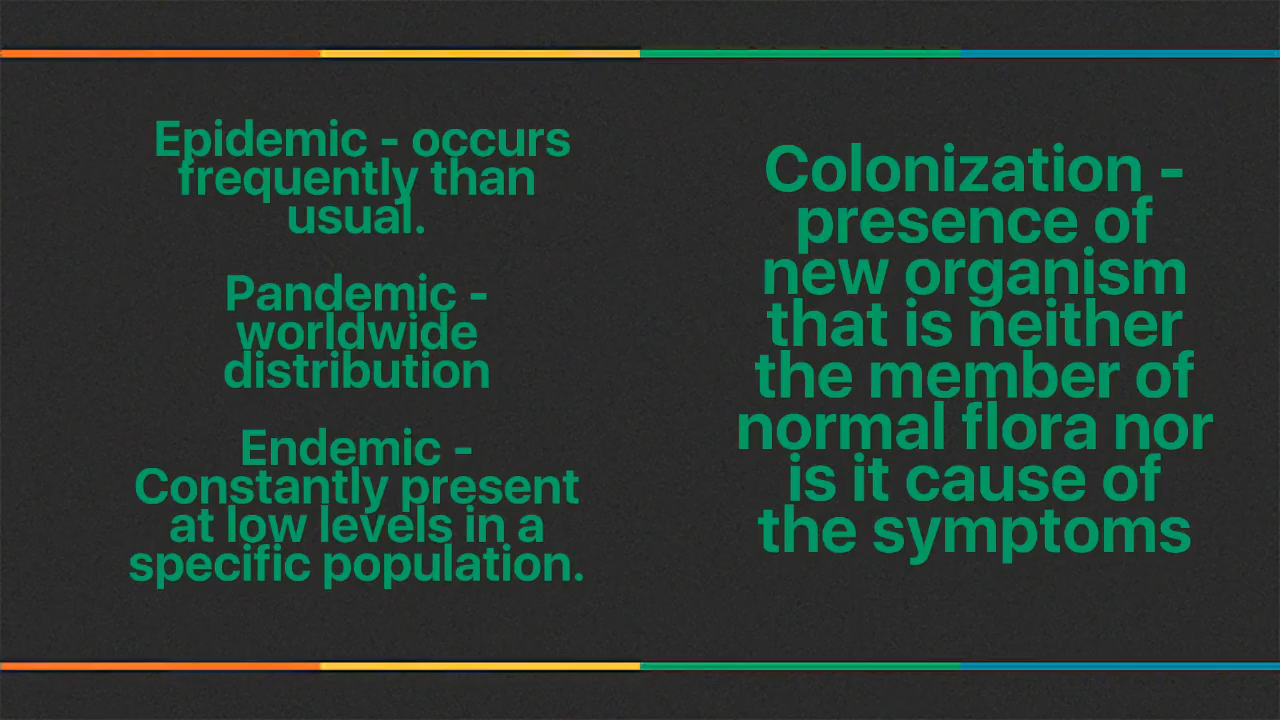 Epidemic - occurs
frequently than
usual.
Pandemic -
worldwide
distribution
Endemic -
Constantly present
at low levels in a
specific population.
Colonization -
presence of
new organism
that is neither
the member of
normal flora nor
is it cause of
the symptoms